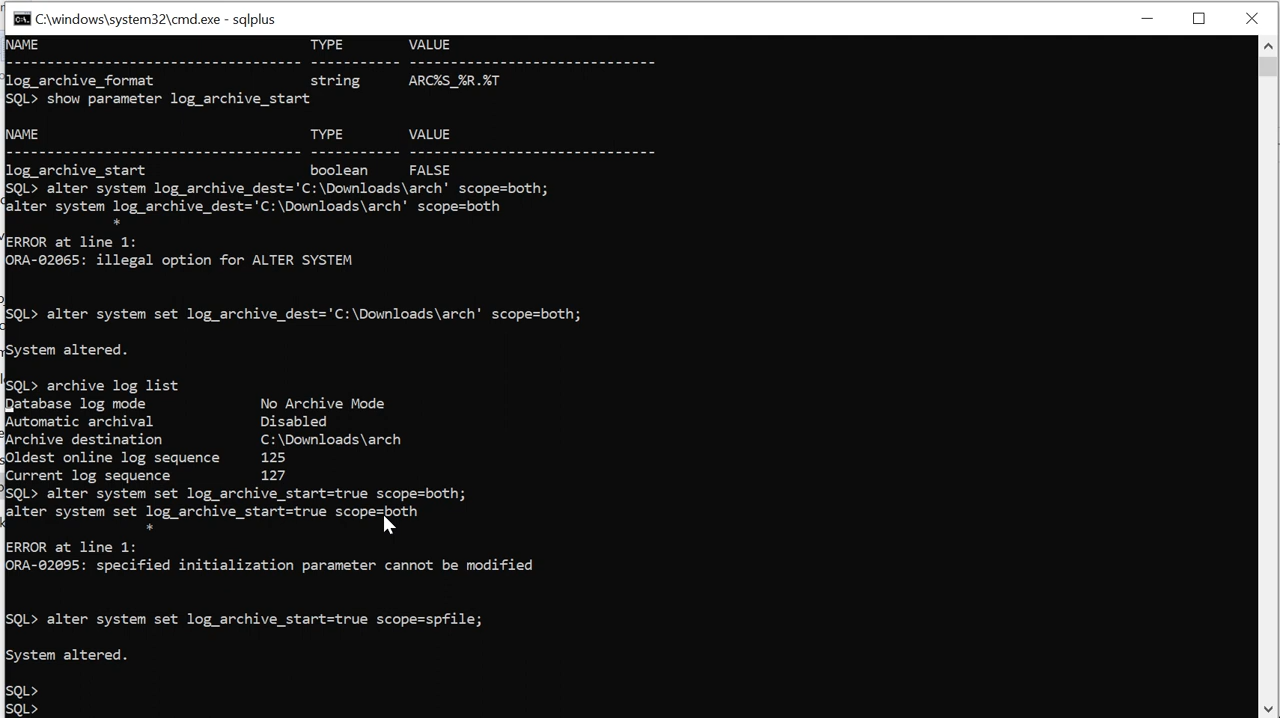 C:\windows\system32\cmd.exe - sqlplus
NAME                                 TYPE        VALUE
------------------------------------ ----------- ------------------------------
log_archive_format                   string      ARC%S_%R.%T
SQL> show parameter log_archive_start
NAME                                 TYPE        VALUE
------------------------------------ ----------- ------------------------------
log_archive_start                    boolean     FALSE
SQL> alter system log_archive_dest='C:\Downloads\arch' scope=both;
alter system log_archive_dest='C:\Downloads\arch' scope=both
             *
ERROR at line 1:
ORA-02065: illegal option for ALTER SYSTEM
SQL> alter system set log_archive_dest='C:\Downloads\arch' scope=both;
System altered.
SQL> archive log list
Database log mode              No Archive Mode
Automatic archival             Disabled
Archive destination            C:\Downloads\arch
Oldest online log sequence     125
Current log sequence           127
SQL> alter system set log_archive_start=true scope=both;
alter system set log_archive_start=true scope=both
                 *
ERROR at line 1:
ORA-02095: specified initialization parameter cannot be modified
SQL> alter system set log_archive_start=true scope=spfile;
System altered.
SQL>
SQL>